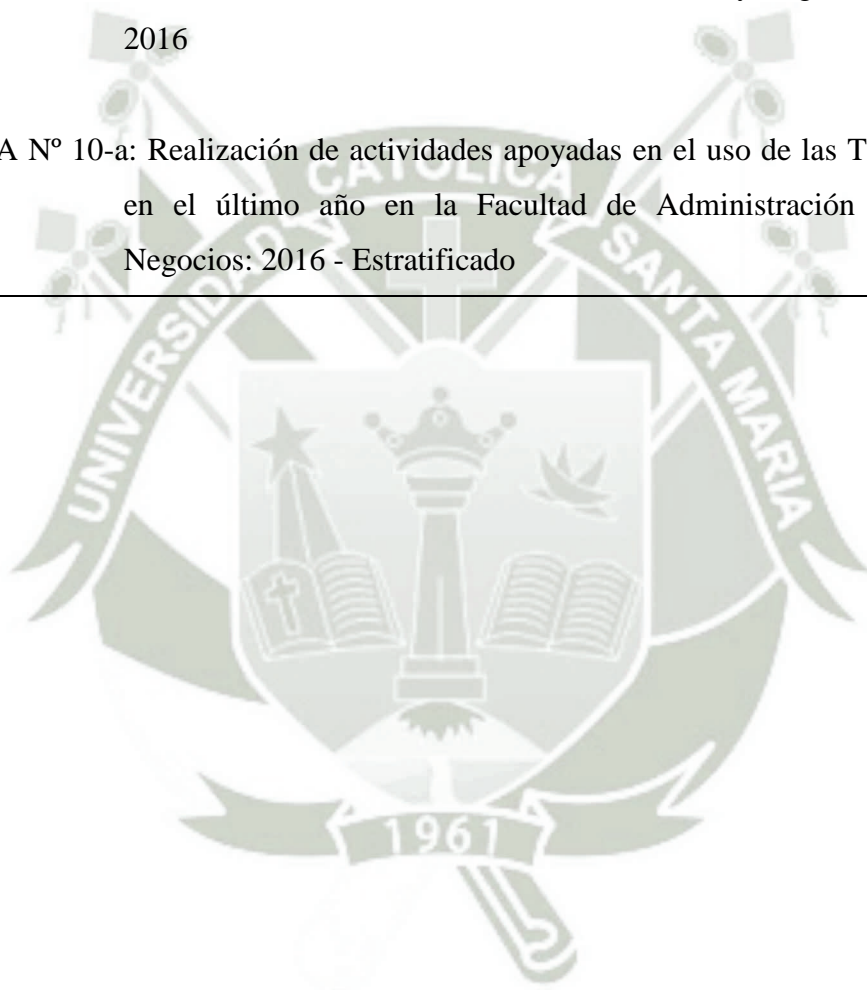 2016
A Nº 10-a: Realización de actividades apoyadas en el uso de las T
en el último año en la Facultad de Administración
Negocios: 2016 - Estratificado
UNIVERSIDAD CATOLICA SANTA MARIA
1961